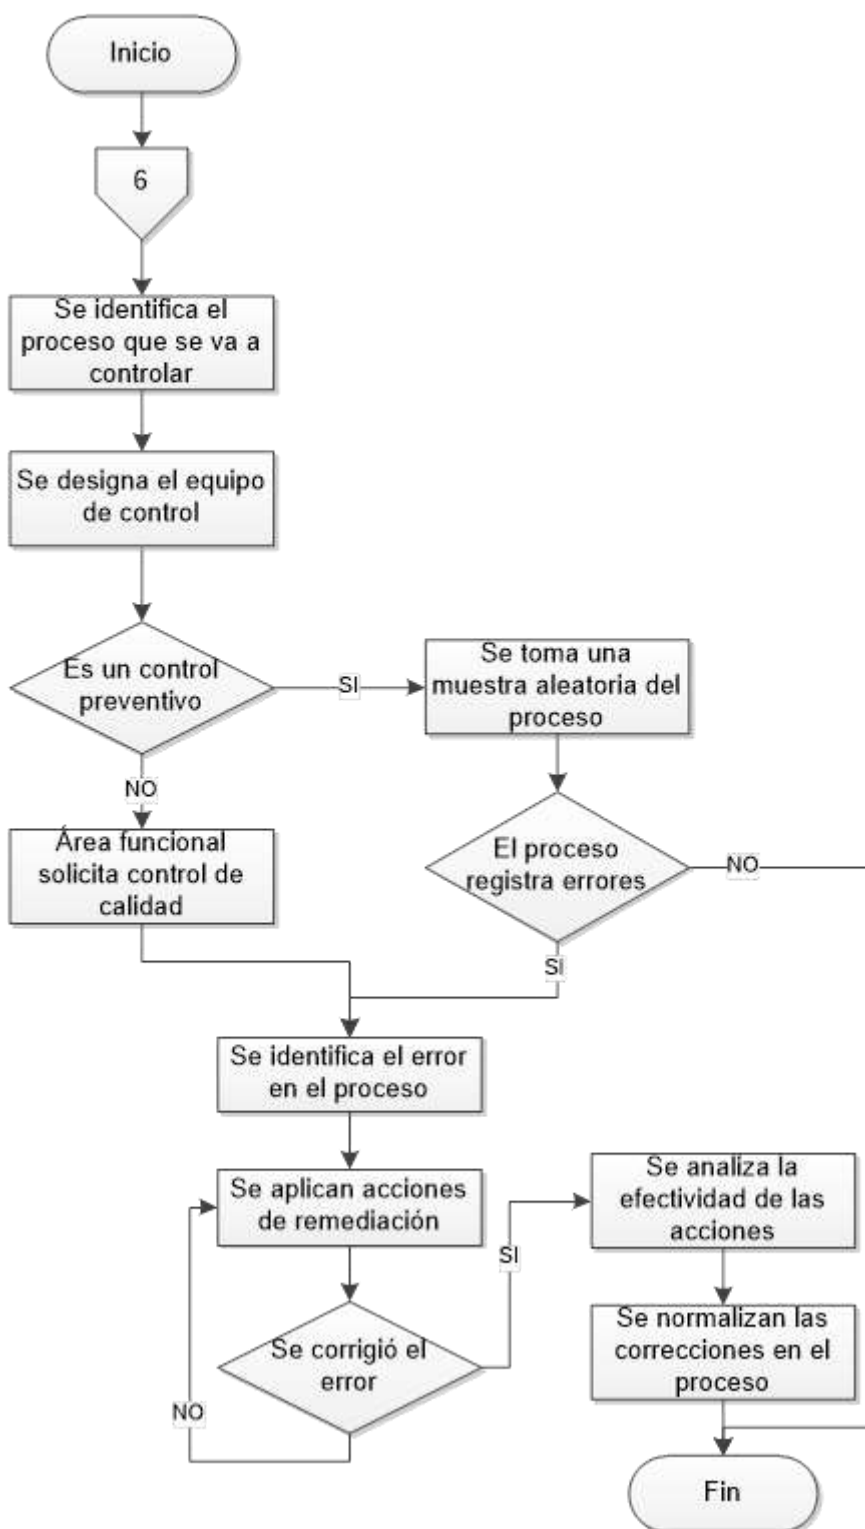 Inicio
6
Se identifica el
proceso que se va a
controlar
Se designa el equipo
de control
Es un control
preventivo
SI
Se toma una
muestra aleatoria del
proceso
NO
Área funcional
solicita control de
calidad
El proceso
registra errores
NO
SI
Se identifica el error
en el proceso
Se aplican acciones
de remediación
Se corrigió el
error
NO
SI
Se analiza la
efectividad de las
acciones
Se normalizan las
correcciones en el
proceso
Fin